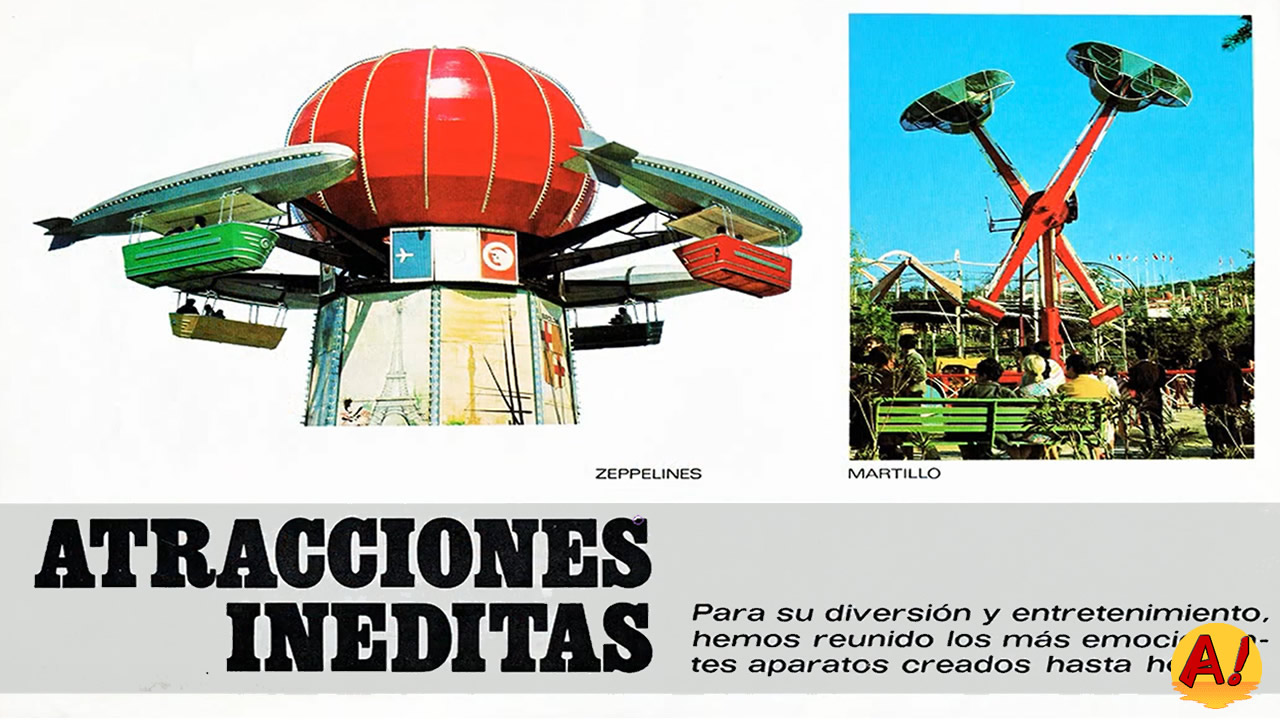 ZEPPELINES
MARTILLO
ATRACCIONES
INEDITAS
Para su diversión y entretenimiento,
hemos reunido los más
tes aparatos creados hasta
A!